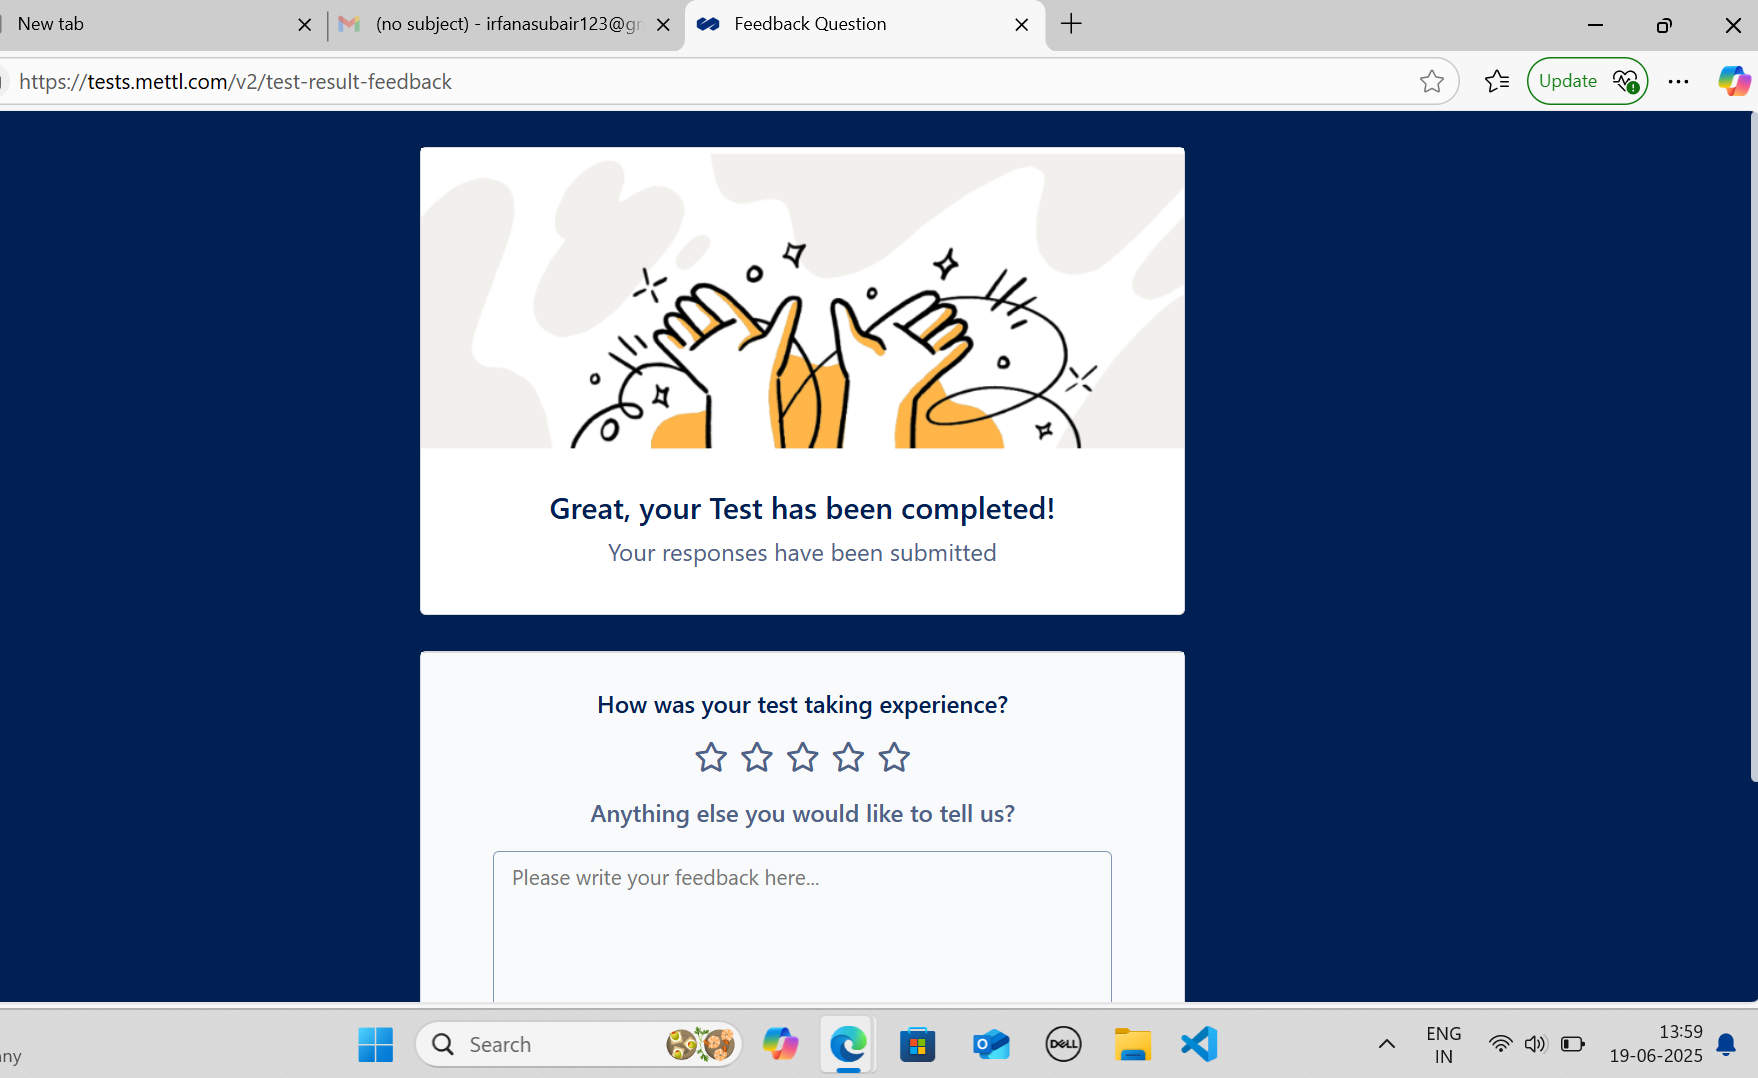 New tab
(no subject) - irfanasubair123@gr
Feedback Question
https://tests.mettl.com/v2/test-result-feedback
Update
Great, your Test has been completed!
Your responses have been submitted
How was your test taking experience?
Anything else you would like to tell us?
Please write your feedback here...
Search
DELL
ENG
IN
13:59
19-06-2025